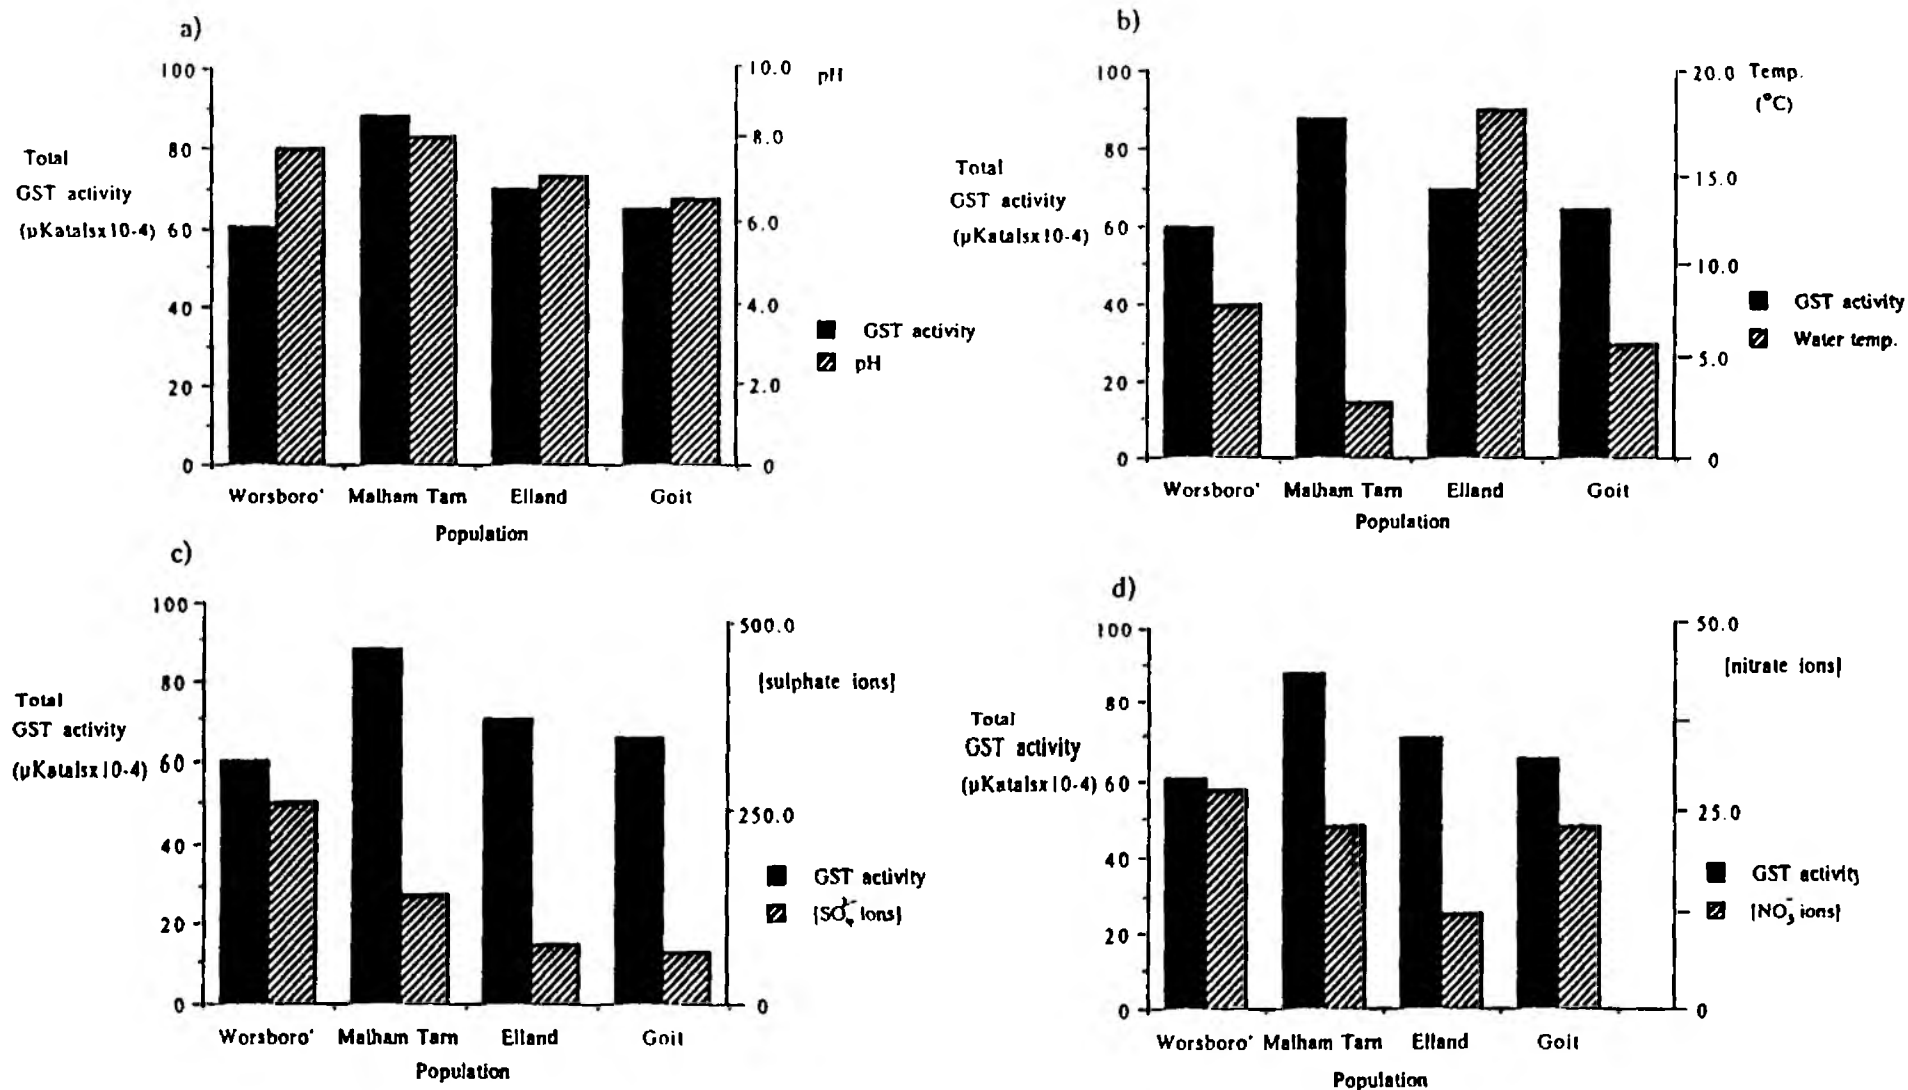 a)
100
80
60
40
20
0
Total
GST activity
(µKatalsx10-4)
10.0
8.0
6.0
4.0
2.0
0
pH
GST activity
pH
Worsboro'
Malham Tarn
Elland
Goit
Population
b)
100
80
60
40
20
0
Total
GST activity
(µKatalsx10-4)
20.0
15.0
10.0
5.0
0
Temp.
(°C)
GST activity
Water temp.
Worsboro'
Malham Tarn
Elland
Goit
Population
c)
100
80
60
40
20
0
Total
GST activity
(µKatalsx10-4)
500.0
250.0
0
[sulphate ions]
GST activity
[SO₄²⁻ ions]
Worsboro'
Malham Tarn
Elland
Goit
Population
d)
100
80
60
40
20
0
Total
GST activity
(µKatalsx10-4)
50.0
25.0
0
[nitrate ions]
GST activity
[NO₃⁻ ions]
Worsboro'
Malham Tarn
Elland
Goit
Population